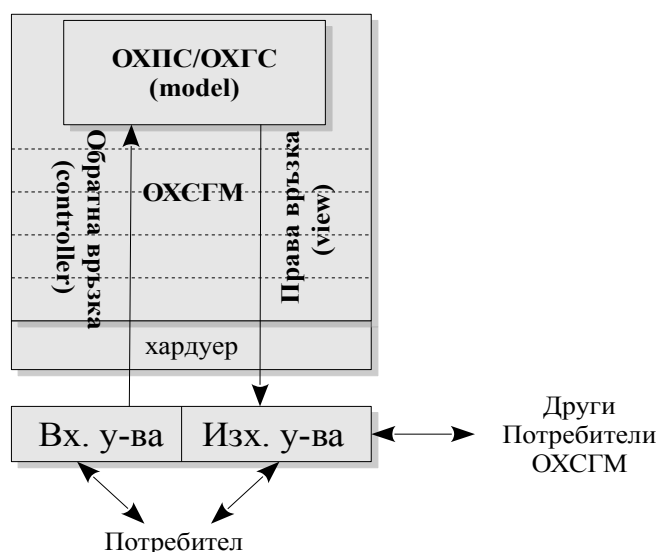 ОХПС/ОХГС
(model)
Обратна връзка
(controller)
ОХСГМ
Права връзка
(view)
хардуер
Вх. у-ва
Изх. у-ва
Други
Потребители
ОХСГМ
Потребител